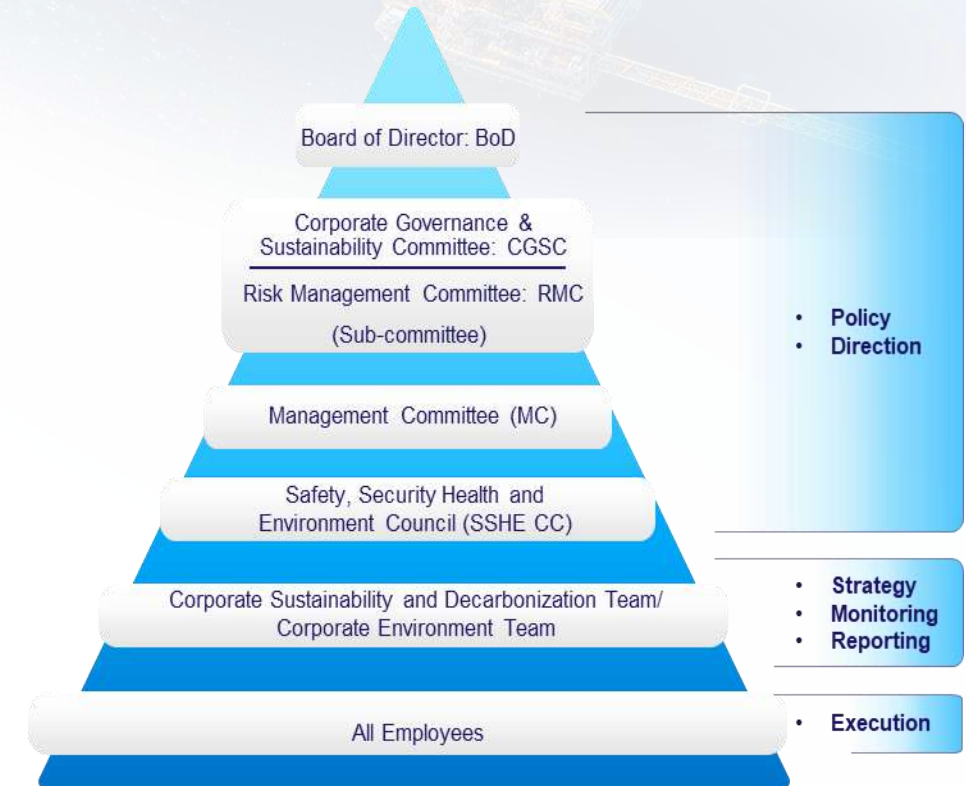 Board of Director: BoD
Corporate Governance &
Sustainability Committee: CGSC
Risk Management Committee: RMC
(Sub-committee)
Management Committee (MC)
Safety, Security Health and
Environment Council (SSHE CC)
Corporate Sustainability and Decarbonization Team/
Corporate Environment Team
All Employees
• Policy
• Direction
• Strategy
• Monitoring
• Reporting
• Execution